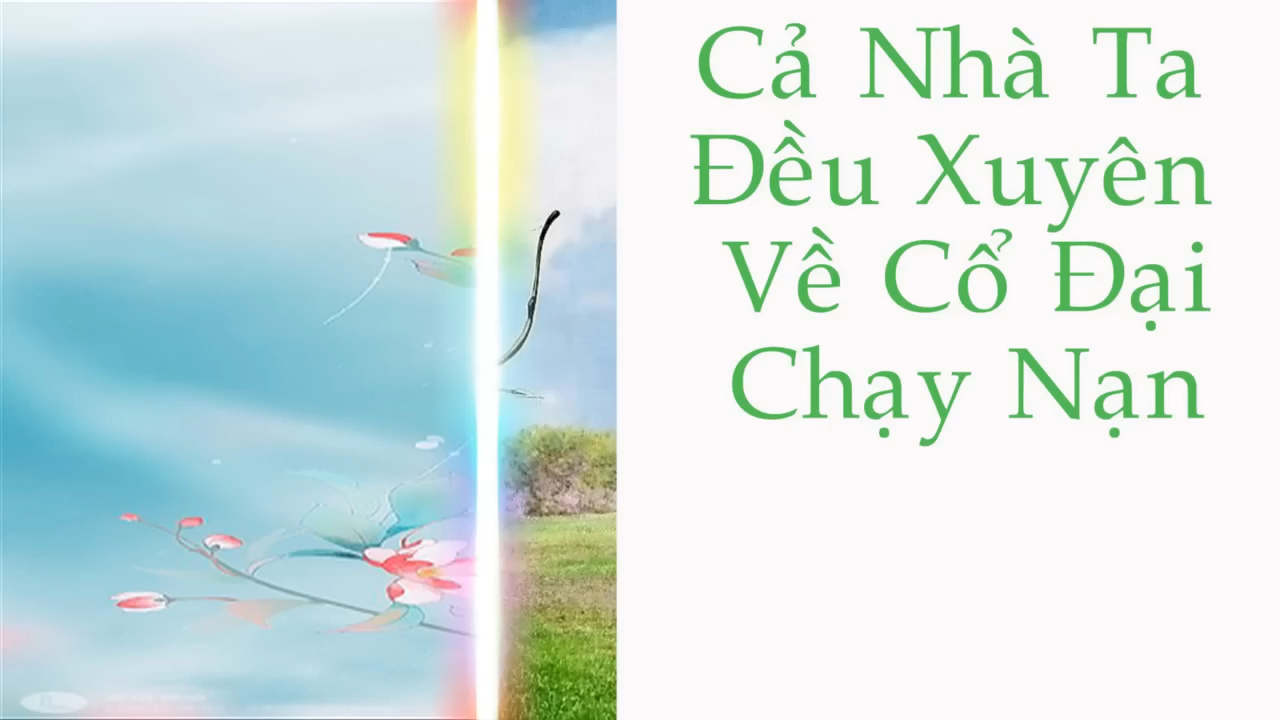 Cả Nhà Ta
Đều Xuyên
Về Cổ Đại
Chạy Nạn